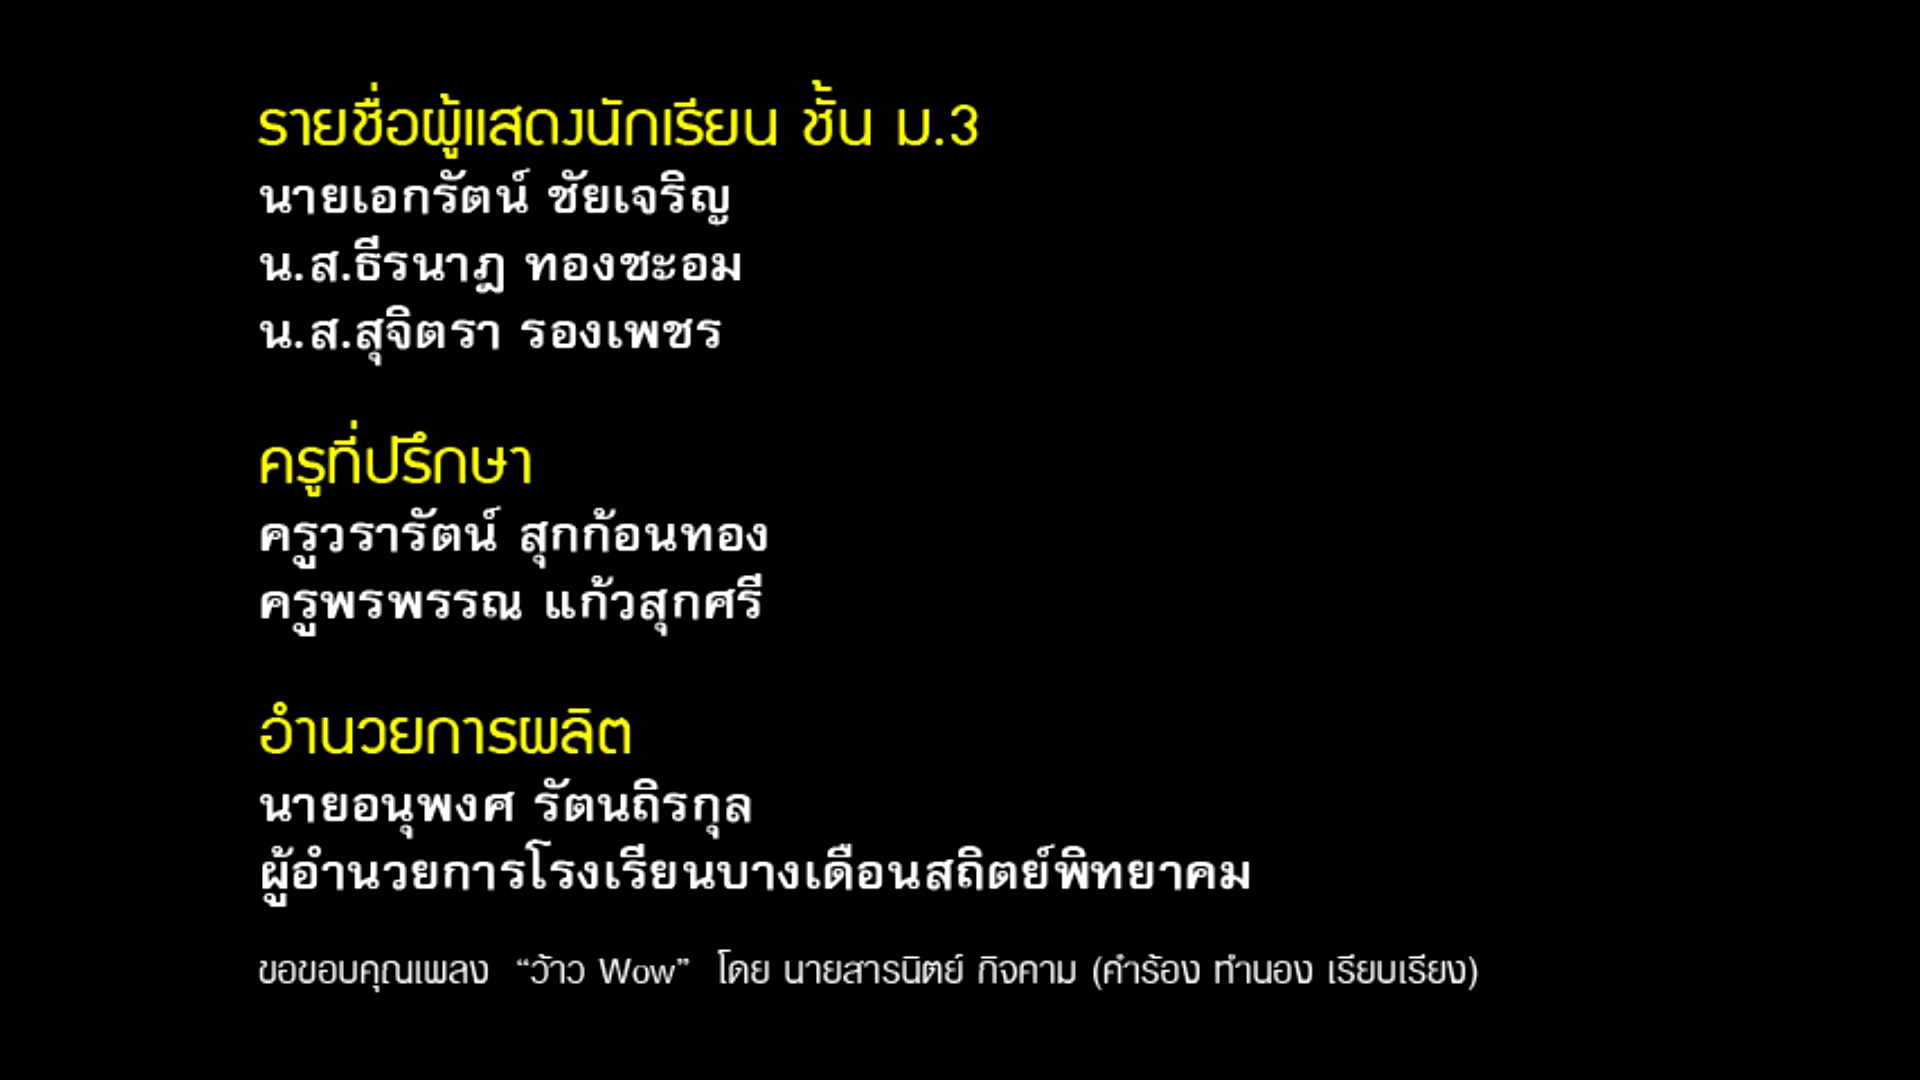 รายชื่อผู้แสดงนักเรียน ชั้น ม.3
นายเอกรัตน์ ชัยเจริญ
น.ส.ธีรนาฎ ทองชะอม
น.ส.สุจิตรา รองเพชร
ครูที่ปรึกษา
ครูวรารัตน์ สุกก้อนทอง
ครูพรพรรณ แก้วสุกศรี
อำนวยการผลิต
นายอนุพงศ รัตนถิรกุล
ผู้อำนวยการโรงเรียนบางเดือนสถิตย์พิทยาคม
ขอขอบคุณเพลง “ว้าว Wow” โดย นายสารนิตย์ กิจคาม (คำร้อง ทำนอง เรียบเรียง)